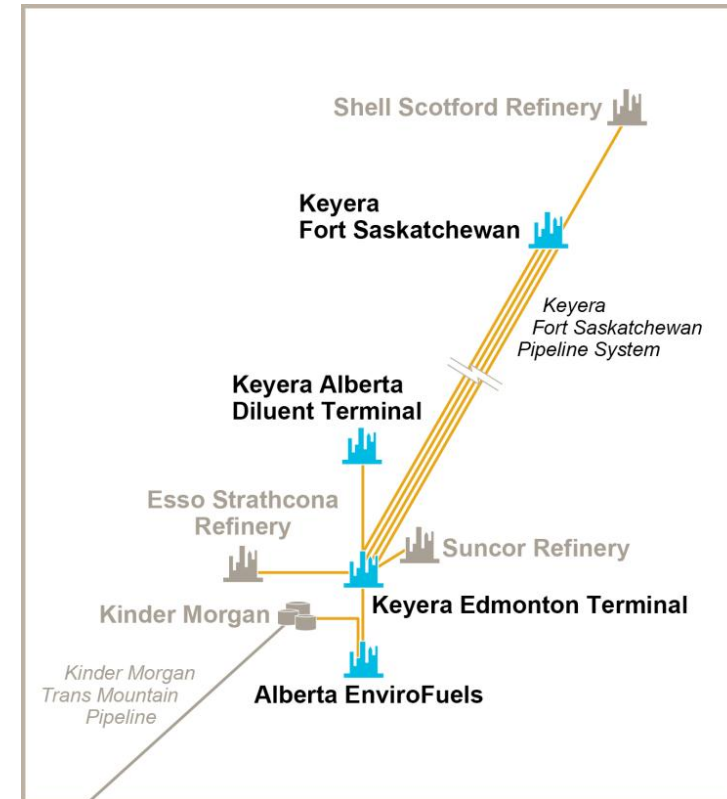 Shell Scotford Refinery
Keyera
Fort Saskatchewan
Keyera
Fort Saskatchewan
Pipeline System
Keyera Alberta
Diluent Terminal
Esso Strathcona
Refinery
Suncor Refinery
Keyera Edmonton Terminal
Kinder Morgan
Kinder Morgan
Trans Mountain
Pipeline
Alberta EnviroFuels